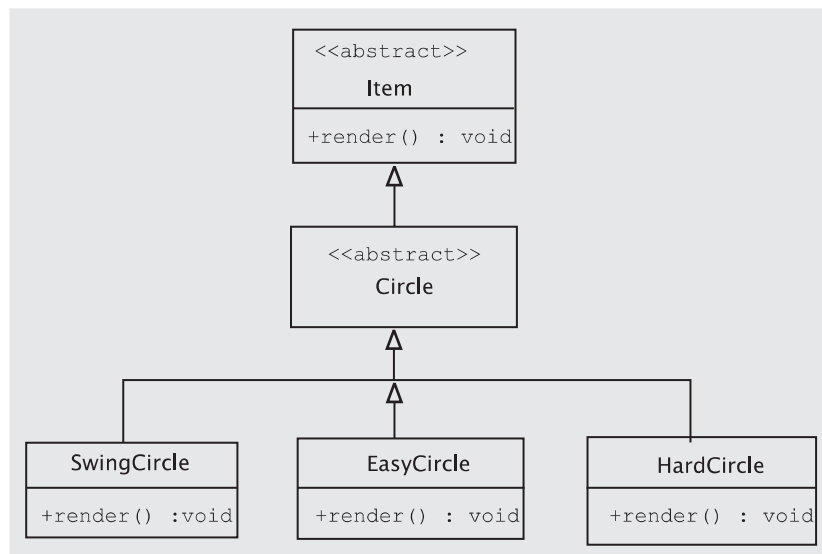 <<abstract>>
Item
+render() : void
<<abstract>>
Circle
SwingCircle
+render() :void
EasyCircle
+render() : void
HardCircle
+render() : void